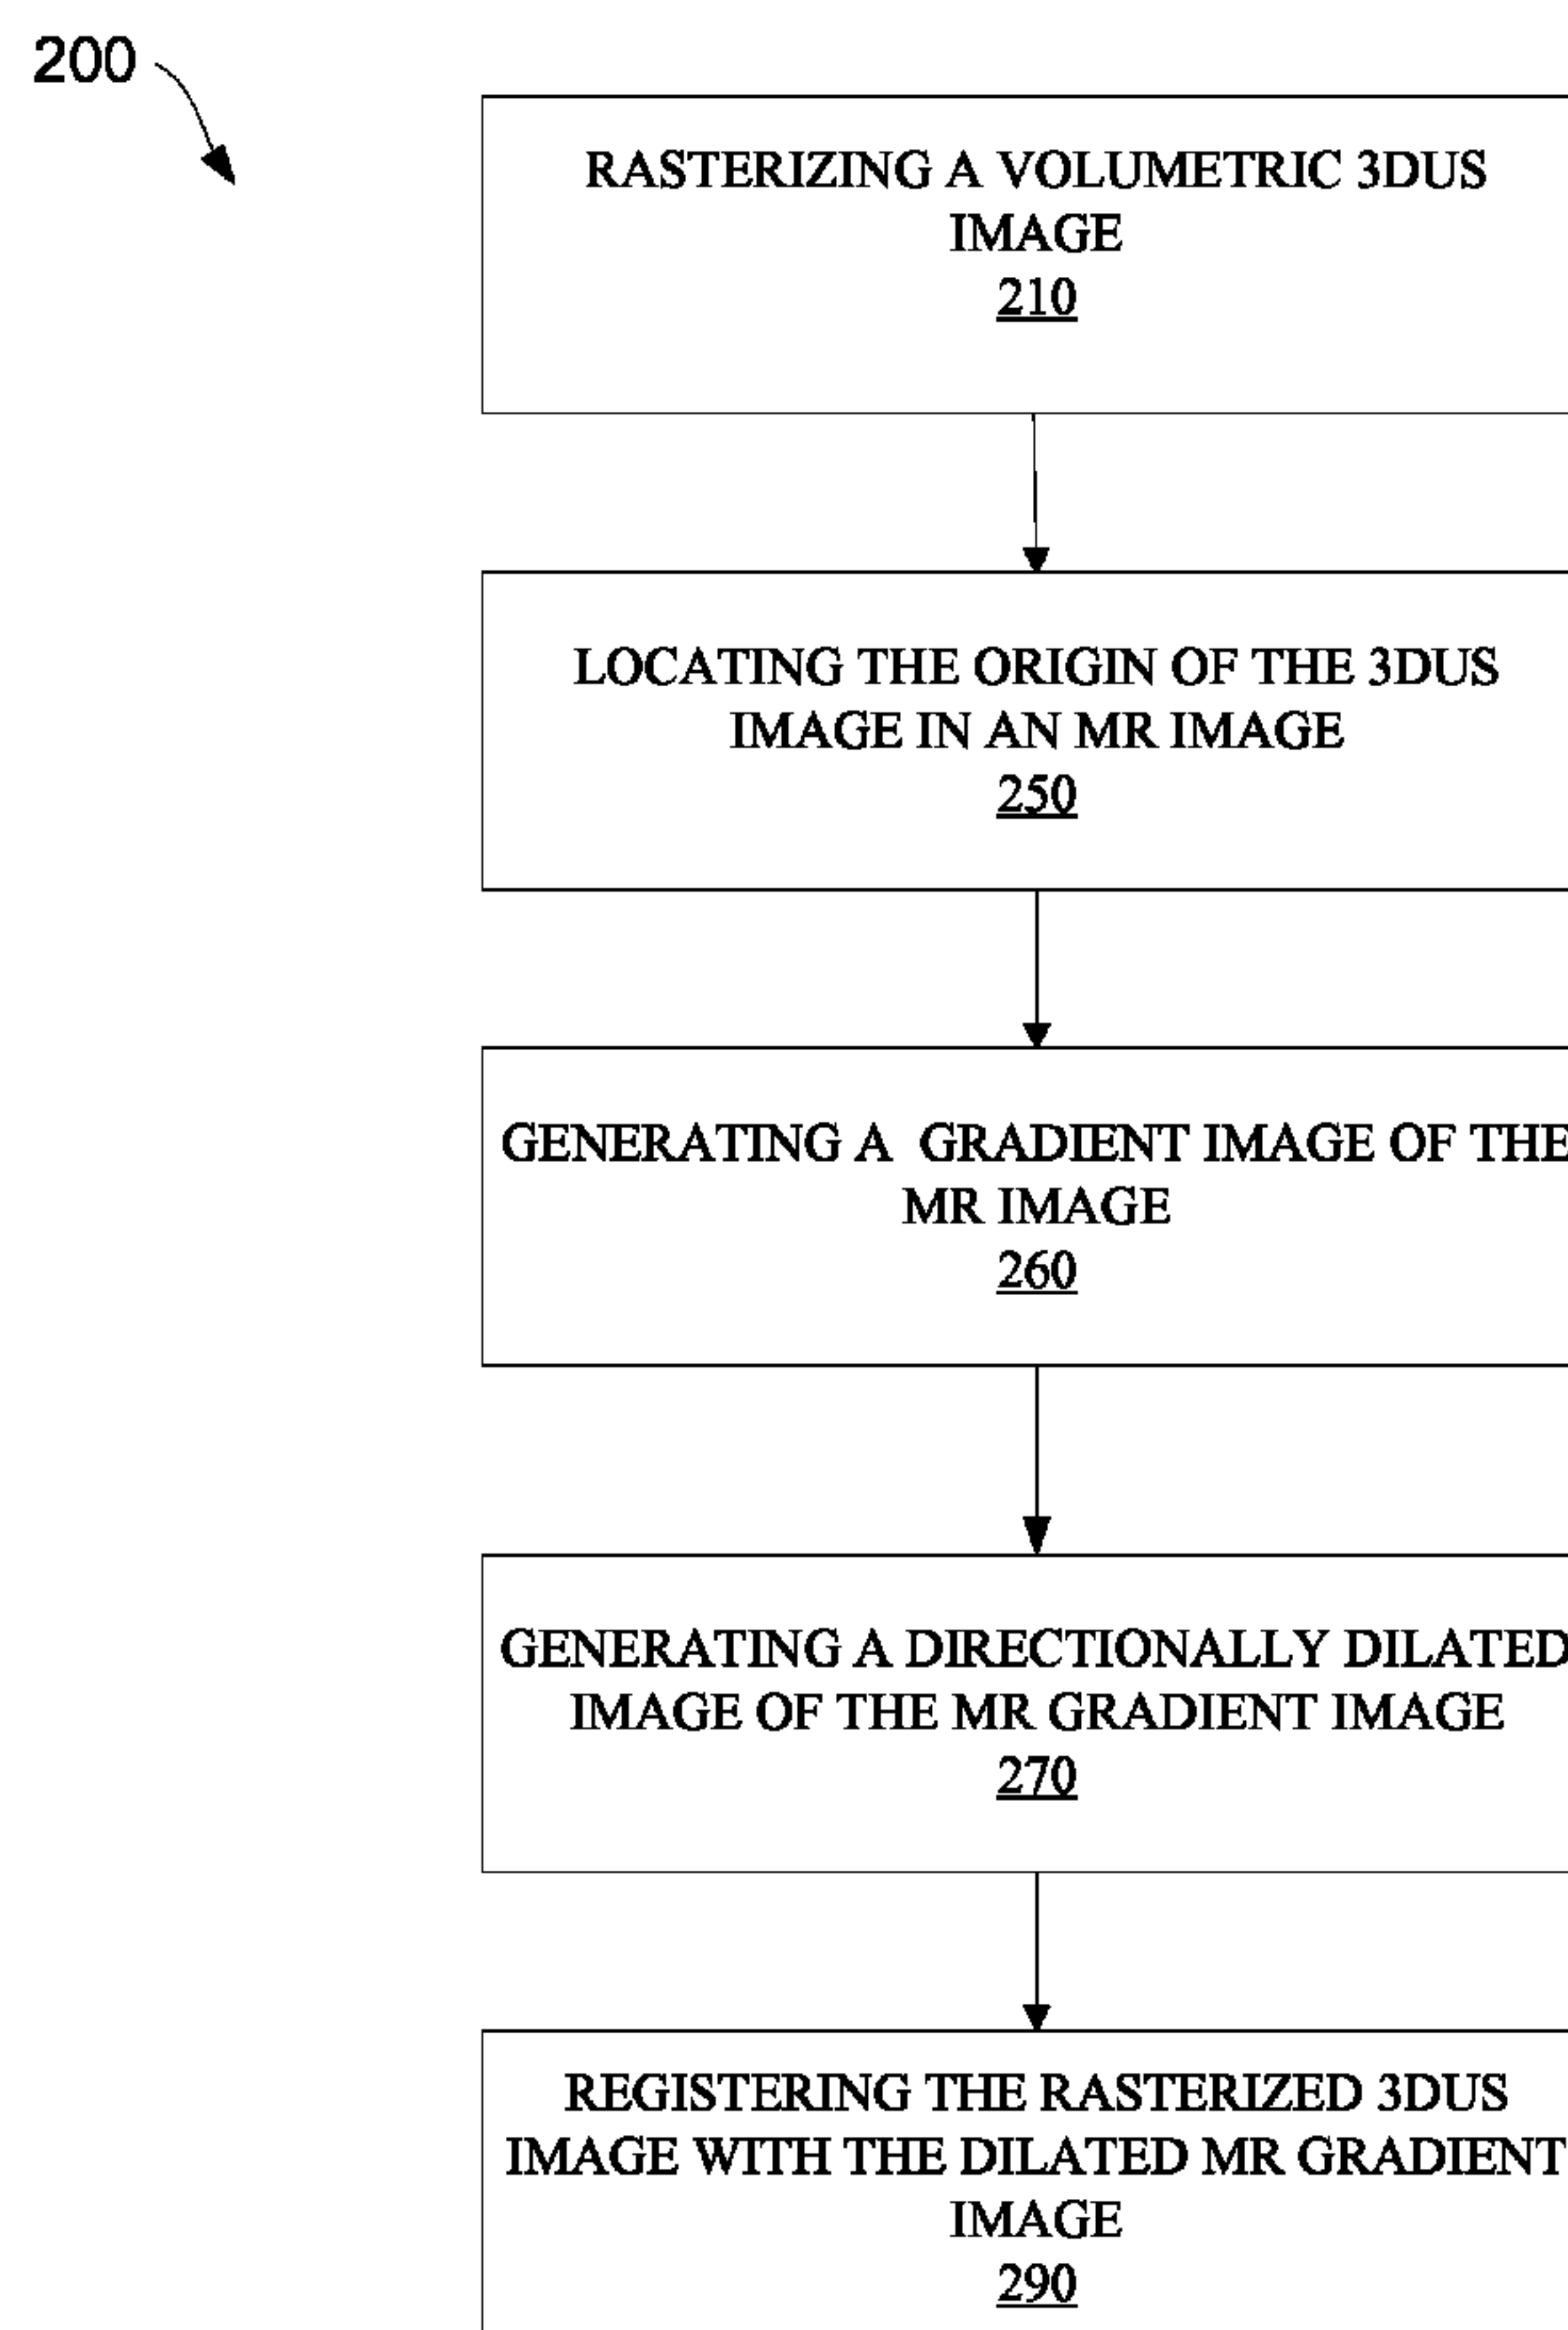 200
RASTERIZING A VOLUMETRIC 3DUS
IMAGE
210
LOCATING THE ORIGIN OF THE 3DUS
IMAGE IN AN MR IMAGE
250
GENERATING A GRADIENT IMAGE OF THE
MR IMAGE
260
GENERATING A DIRECTIONALLY DILATED
IMAGE OF THE MR GRADIENT IMAGE
270
REGISTERING THE RASTERIZED 3DUS
IMAGE WITH THE DILATED MR GRADIENT
IMAGE
290